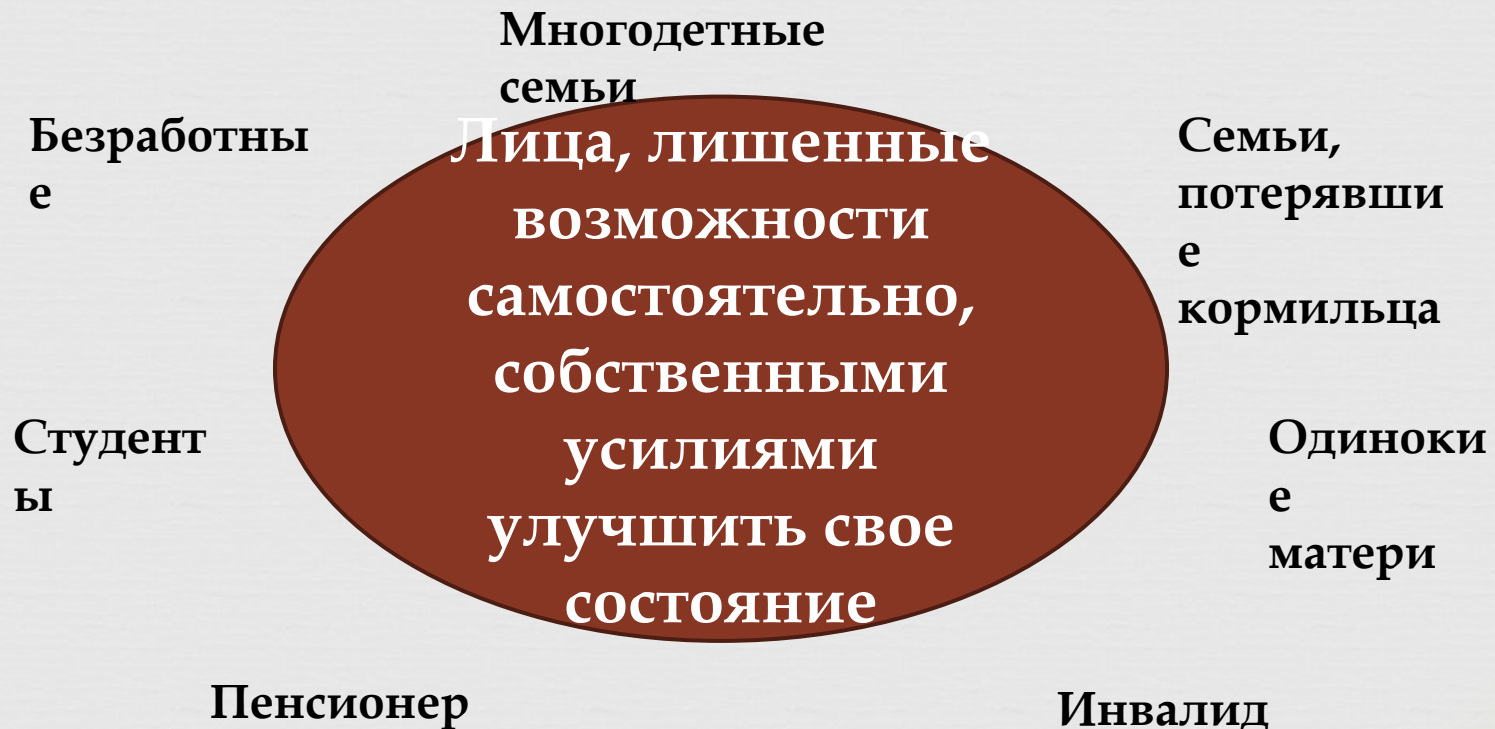 Многодетные
семьи
Безработны
е
Лица, лишенные
возможности
самостоятельно,
собственными
усилиями
улучшить свое
состояние
Семьи,
потерявши
е
кормильца
Студент
ы
Одиноки
е
матери
Пенсионер
Инвалид